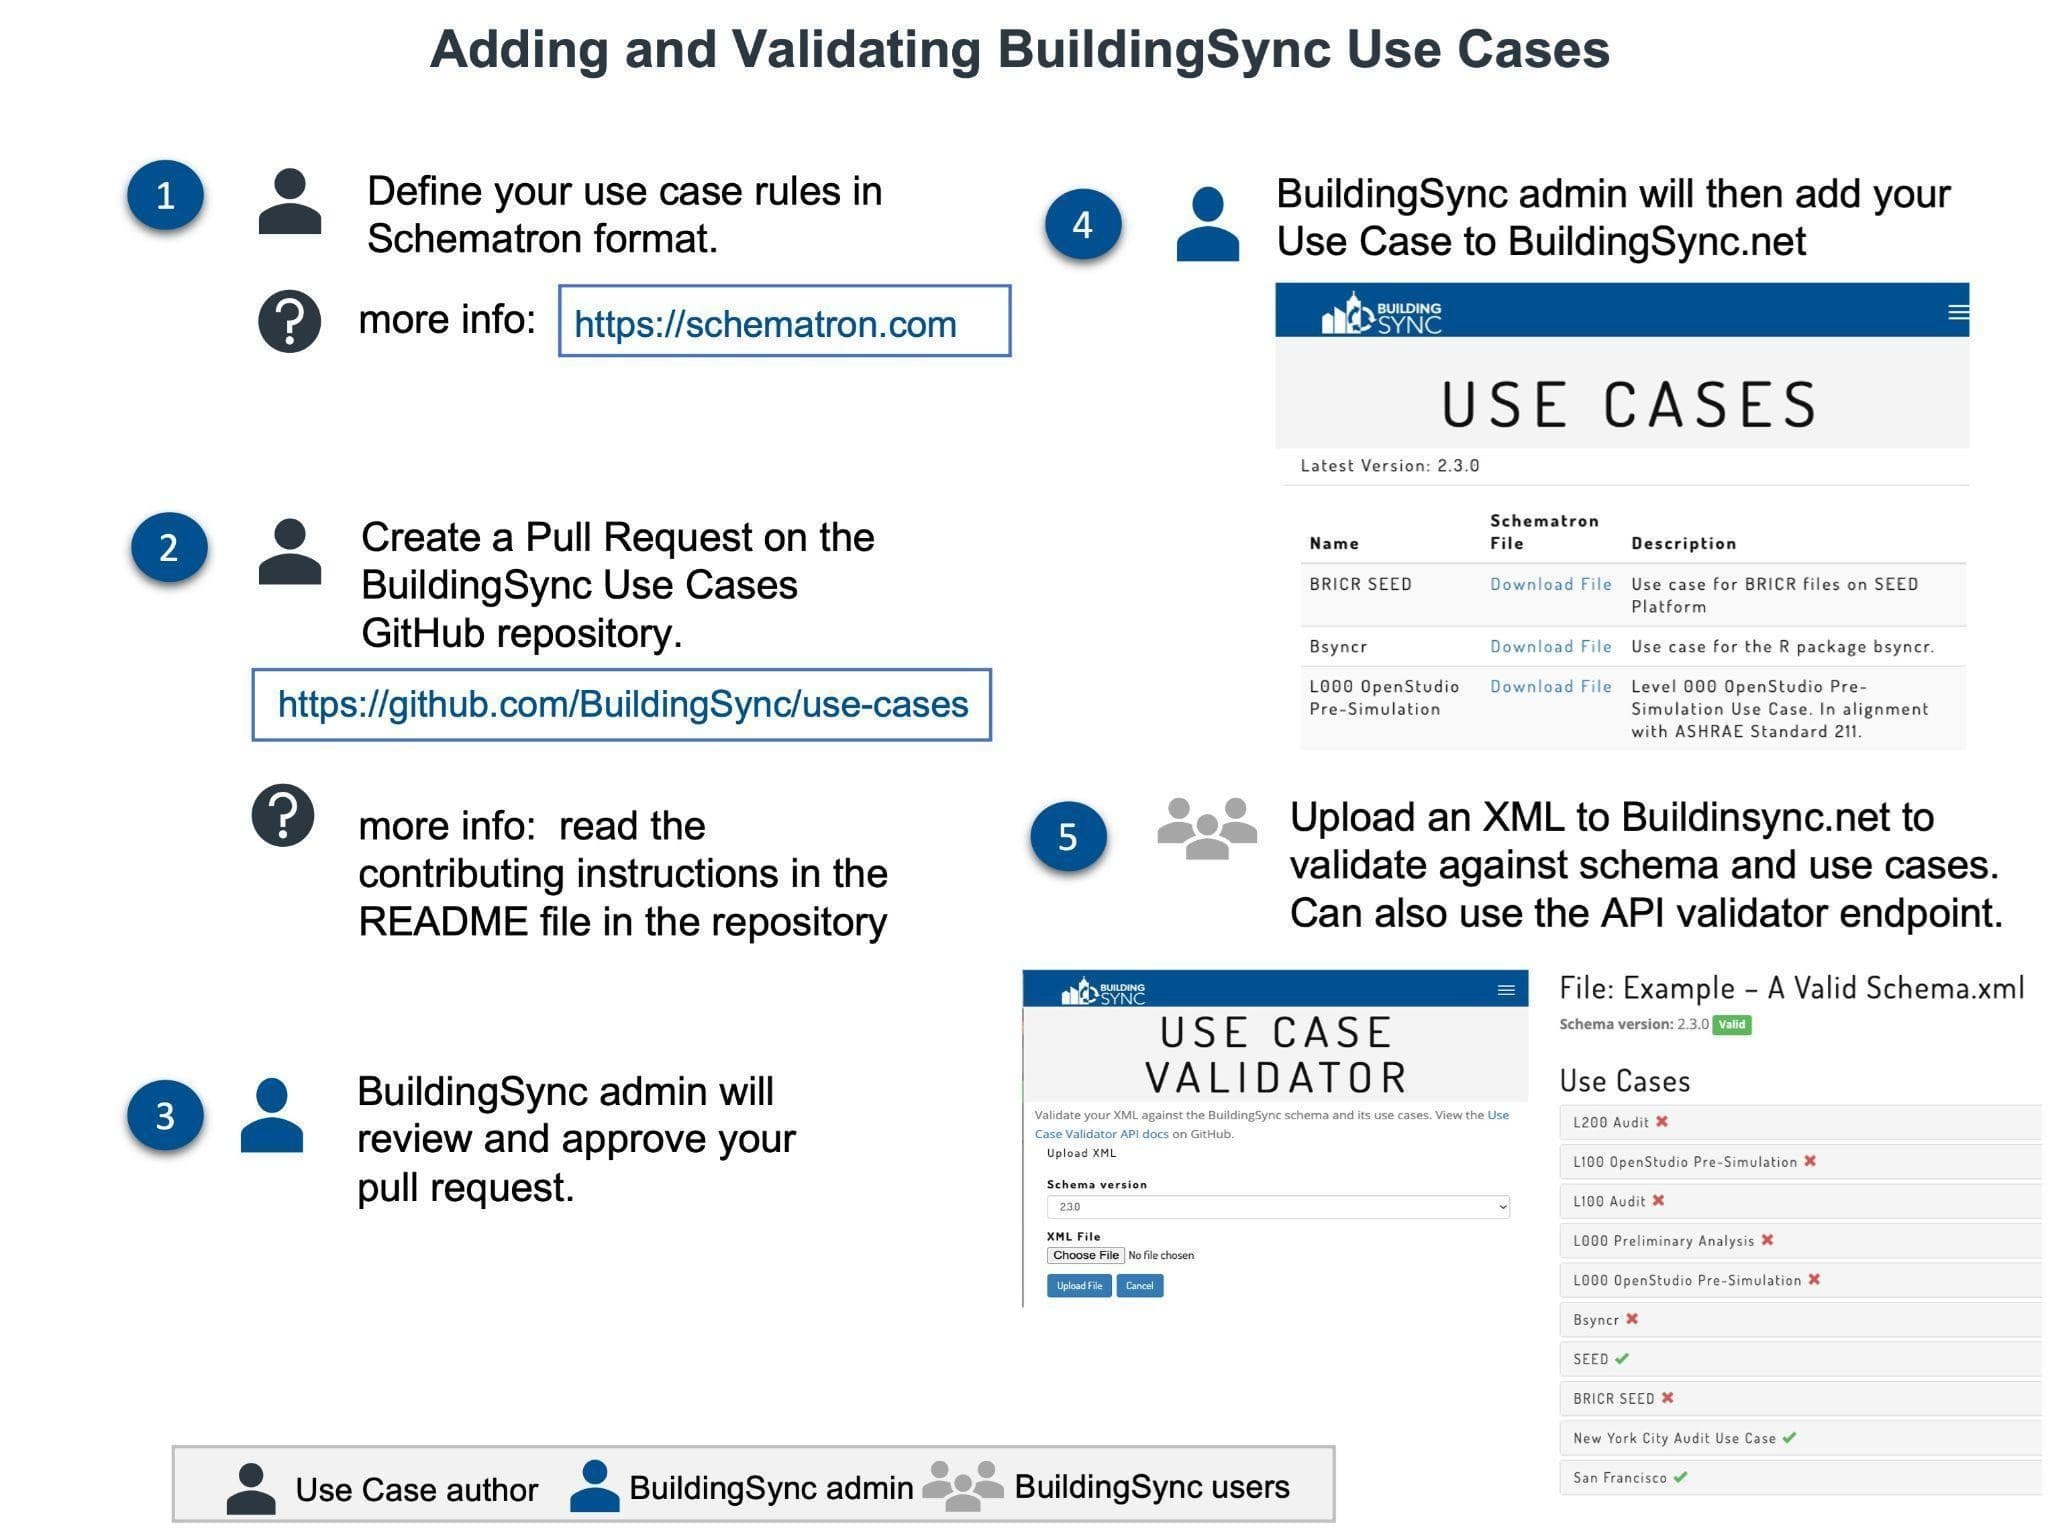 Adding and Validating BuildingSync Use Cases
1
Define your use case rules in
Schematron format.
more info:
https://schematron.com
2
Create a Pull Request on the
BuildingSync Use Cases
GitHub repository.
https://github.com/BuildingSync/use-cases
more info:  read the
contributing instructions in the
README file in the repository
3
BuildingSync admin will
review and approve your
pull request.
4
BuildingSync admin will then add your
Use Case to BuildingSync.net
BUILDING
SYNC
USE CASES
Latest Version: 2.3.0
Name Schematron File Description
BRICR SEED Download File Use case for BRICR files on SEED
Platform
Bsyncr Download File Use case for the R package bsyncr.
L000 OpenStudio Download File Level 000 OpenStudio Pre-
Pre-Simulation Simulation Use Case. In alignment
with ASHRAE Standard 211.
5
Upload an XML to Buildinsync.net to
validate against schema and use cases.
Can also use the API validator endpoint.
BUILDING
SYNC
USE CASE
VALIDATOR
Validate your XML against the BuildingSync schema and its use cases. View the Use
Case Validator API docs on GitHub.
Upload XML
Schema version
2.3.0
XML File
Choose File No file chosen
Upload File Cancel
File: Example – A Valid Schema.xml
Schema version: 2.3.0 Valid
Use Cases
L200 Audit
L100 OpenStudio Pre-Simulation
L100 Audit
L000 Preliminary Analysis
L000 OpenStudio Pre-Simulation
Bsyncr
SEED
BRICR SEED
New York City Audit Use Case
San Francisco
Use Case author BuildingSync admin BuildingSync users